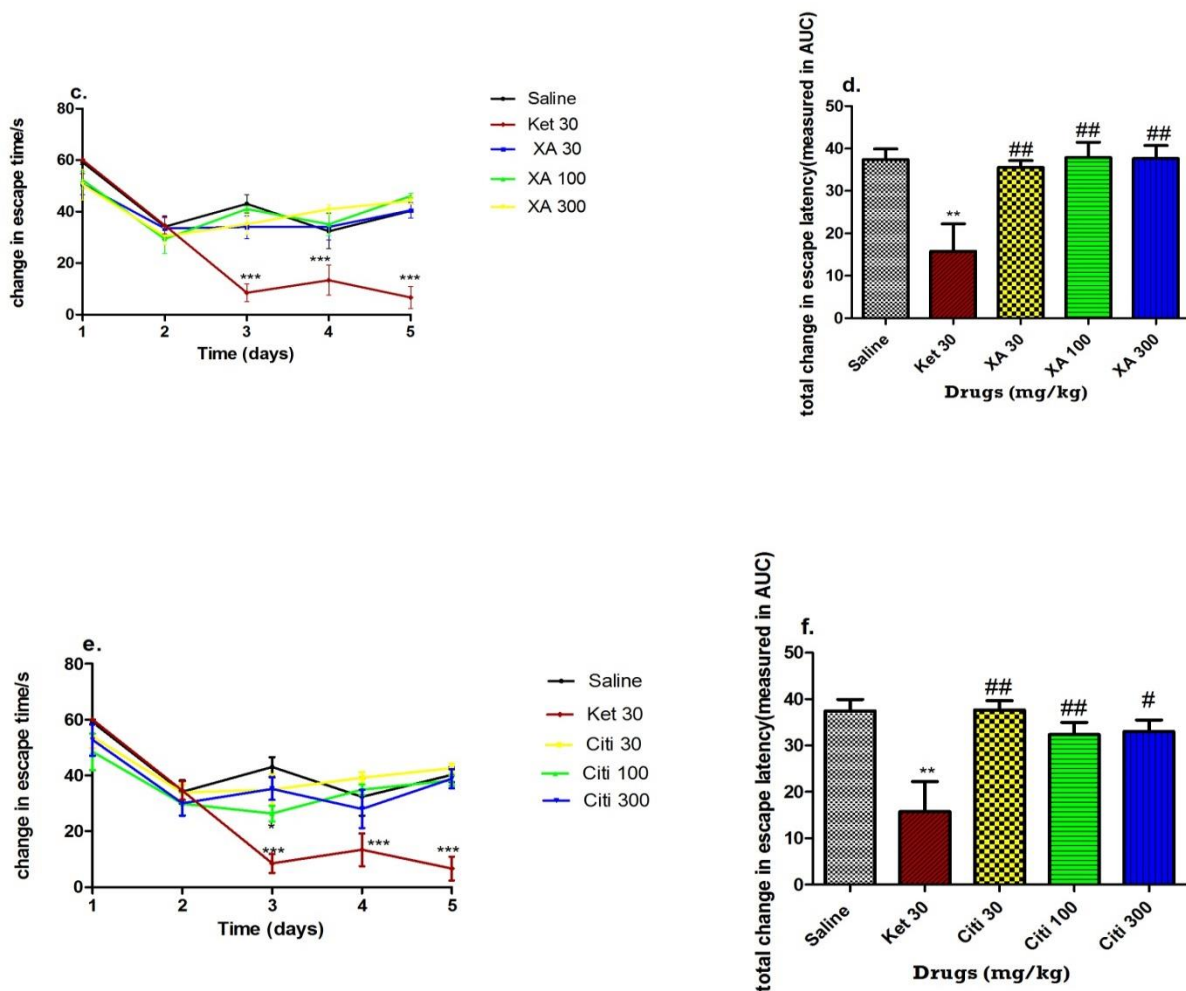 c.
change in escape time/s
80
60
40
20
0
1
2
3
4
5
***
***
***
Time (days)
Saline
Ket 30
XA 30
XA 100
XA 300
d.
total change in escape latency(measured in AUC)
50
40
30
20
10
0
**
##
##
##
Saline
Ket 30
XA 30
XA 100
XA 300
Drugs (mg/kg)
e.
change in escape time/s
80
60
40
20
0
1
2
3
4
5
*
***
***
***
Time (days)
Saline
Ket 30
Citi 30
Citi 100
Citi 300
f.
total change in escape latency(measured in AUC)
50
40
30
20
10
0
**
##
##
#
Saline
Ket 30
Citi 30
Citi 100
Citi 300
Drugs (mg/kg)